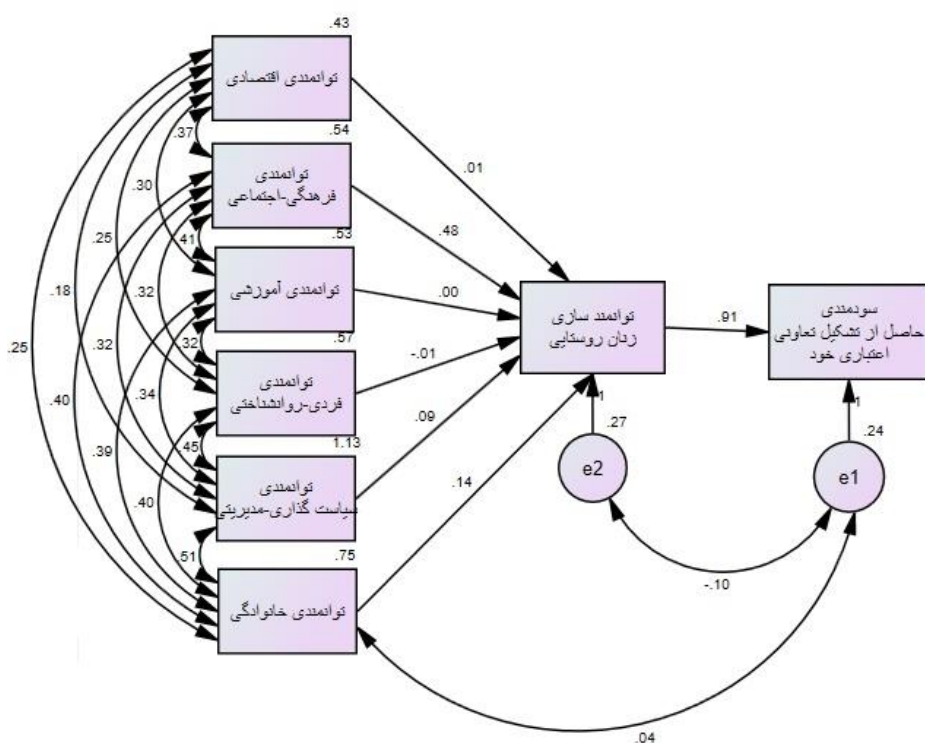 .43
توانمندی اقتصادی
.37
.54
توانمندی
فرهنگی-اجتماعی
.01
.30
.41
.53
.48
.25
توانمندی آموزشی
.00
.18
.32
.32
.57
توانمندی
فردی-روانشناختی
-.01
.25
.32
.34
.45
1.13
توانمندی
سیاست گذاری-مدیریتی
.09
.40
.39
.40
.51
.75
توانمندی خانوادگی
.14
توانمند سازی
زنان روستایی
.91
سودمندی
حاصل از تشکیل تعاونی
اعتباری خود
1
.27
e2
1
.24
e1
-.10
.04